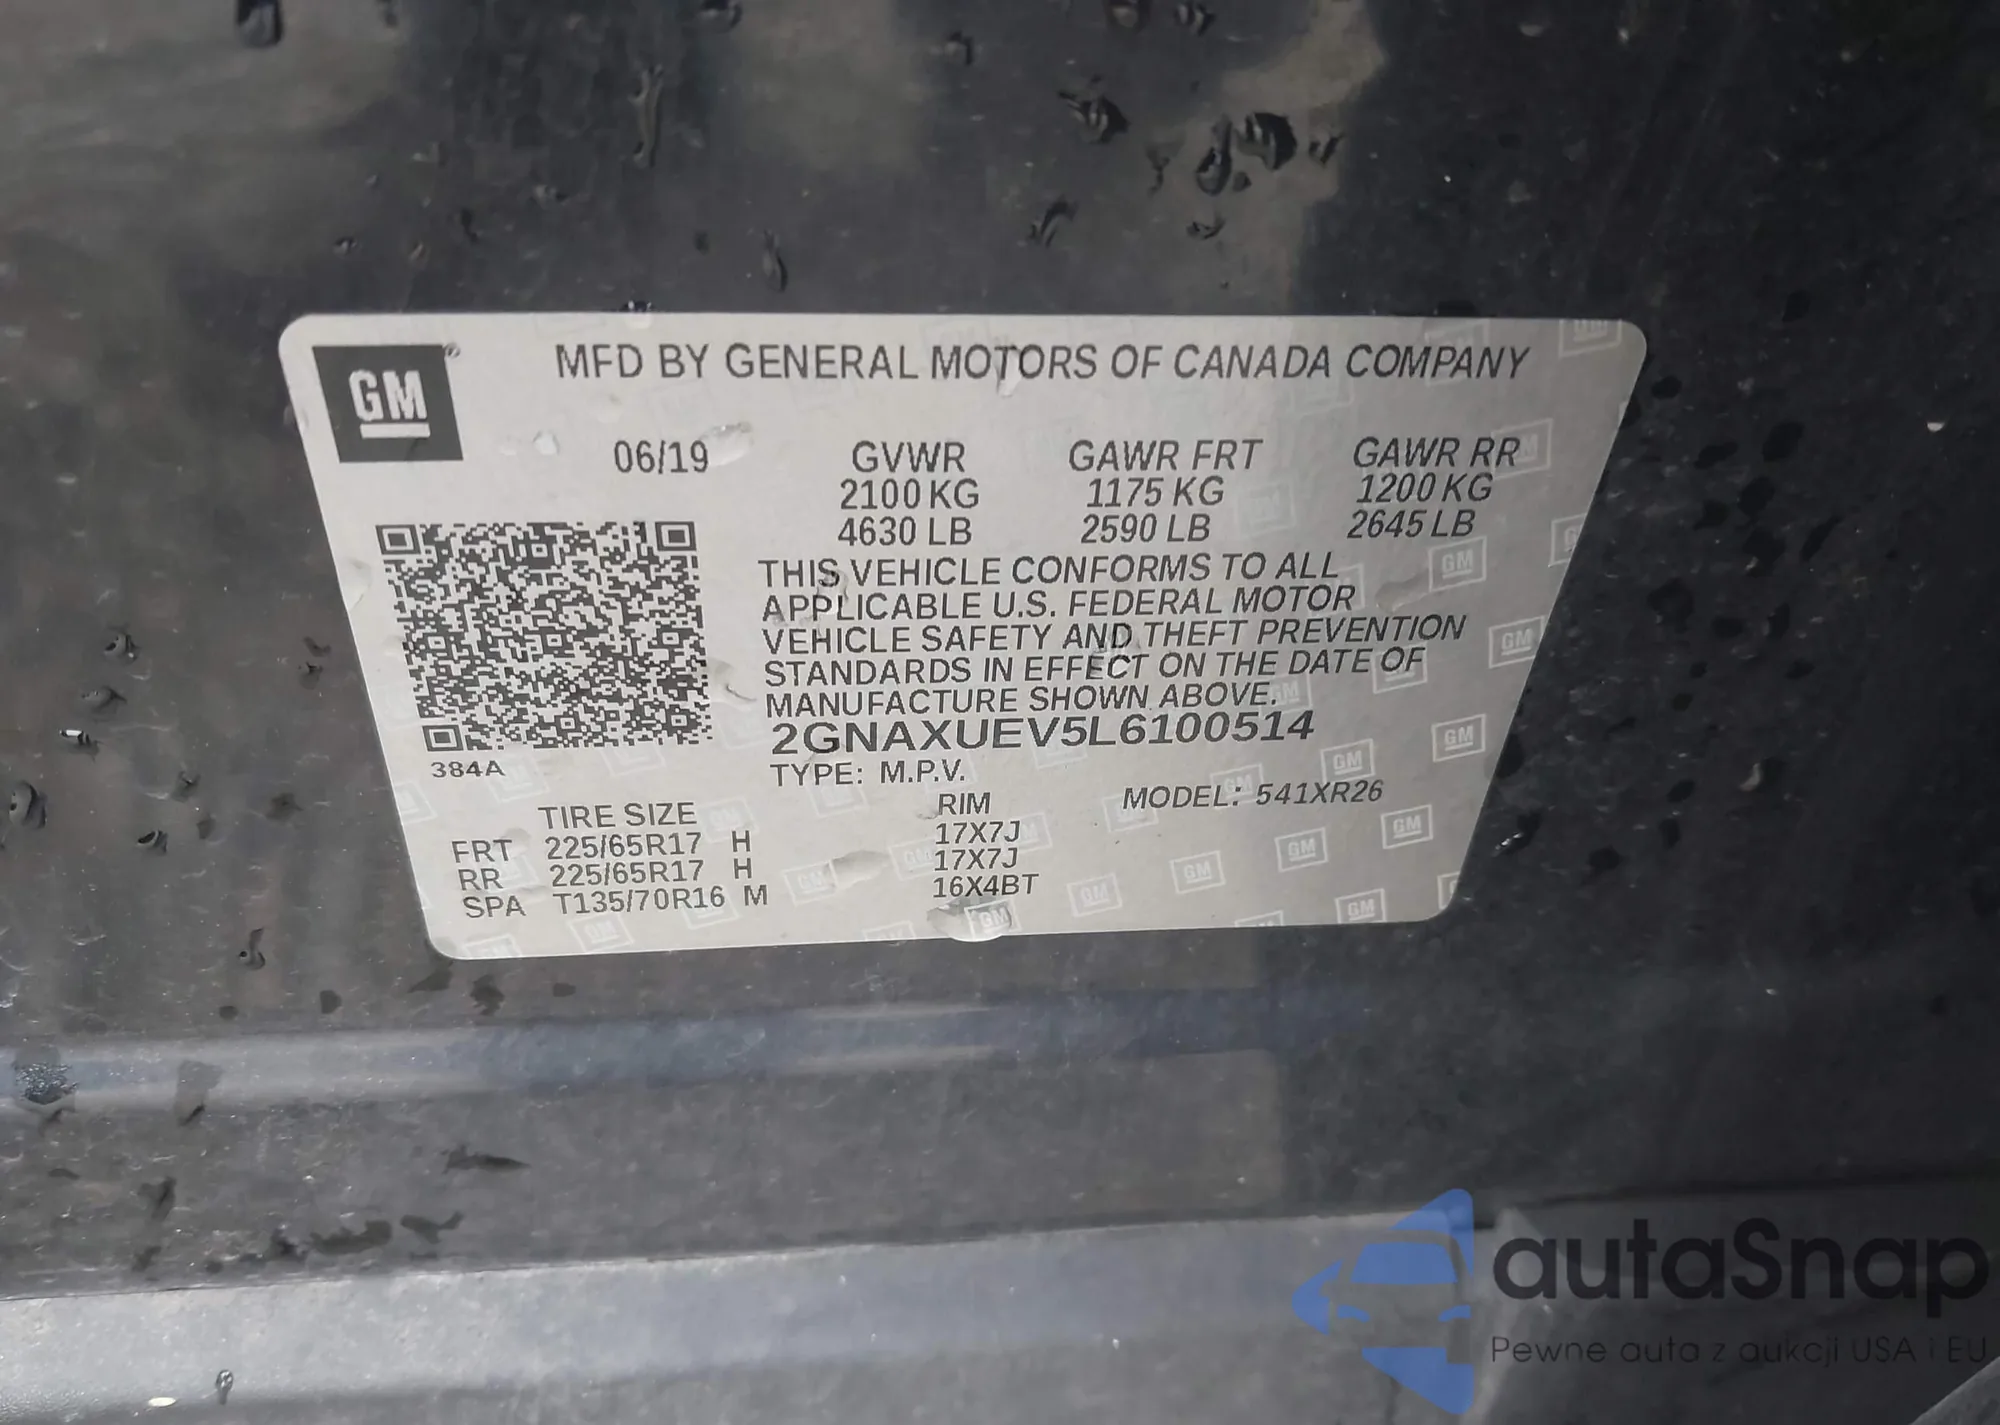 GM
MFD BY GENERAL MOTORS OF CANADA COMPANY
06/19 GVWR GAWR FRT GAWR RR
2100 KG 1175 KG 1200 KG
4630 LB 2590 LB 2645 LB
THIS VEHICLE CONFORMS TO ALL
APPLICABLE U.S. FEDERAL MOTOR
VEHICLE SAFETY AND THEFT PREVENTION
STANDARDS IN EFFECT ON THE DATE OF
MANUFACTURE SHOWN ABOVE.
2GNAXUEV5L6100514
384A
TYPE: M.P.V.
MODEL: 541XR26
TIRE SIZE RIM
FRT 225/65R17 H 17X7J
RR 225/65R17 H 17X7J
SPA T135/70R16 M 16X4BT
autaSnap
Pewne auta z aukcji USA i EU